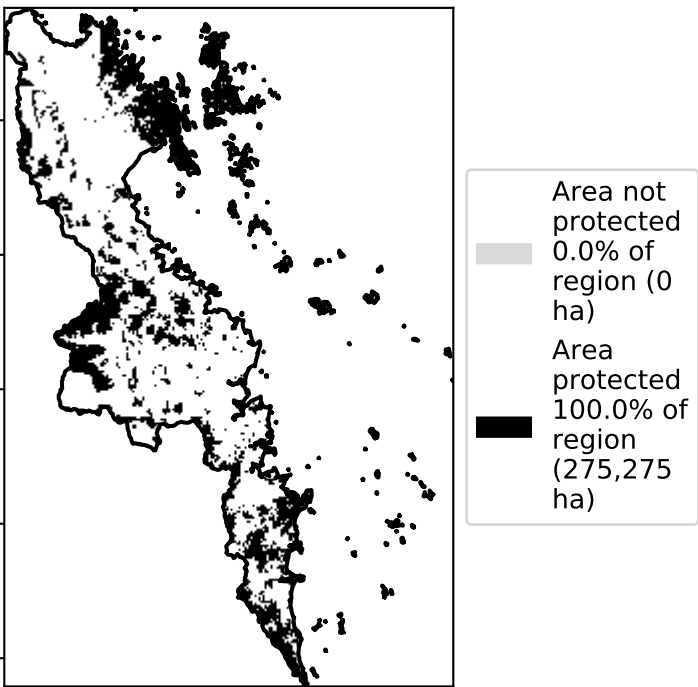 Area not
protected
0.0% of
region (0
ha)
Area
protected
100.0% of
region
(275,275
ha)